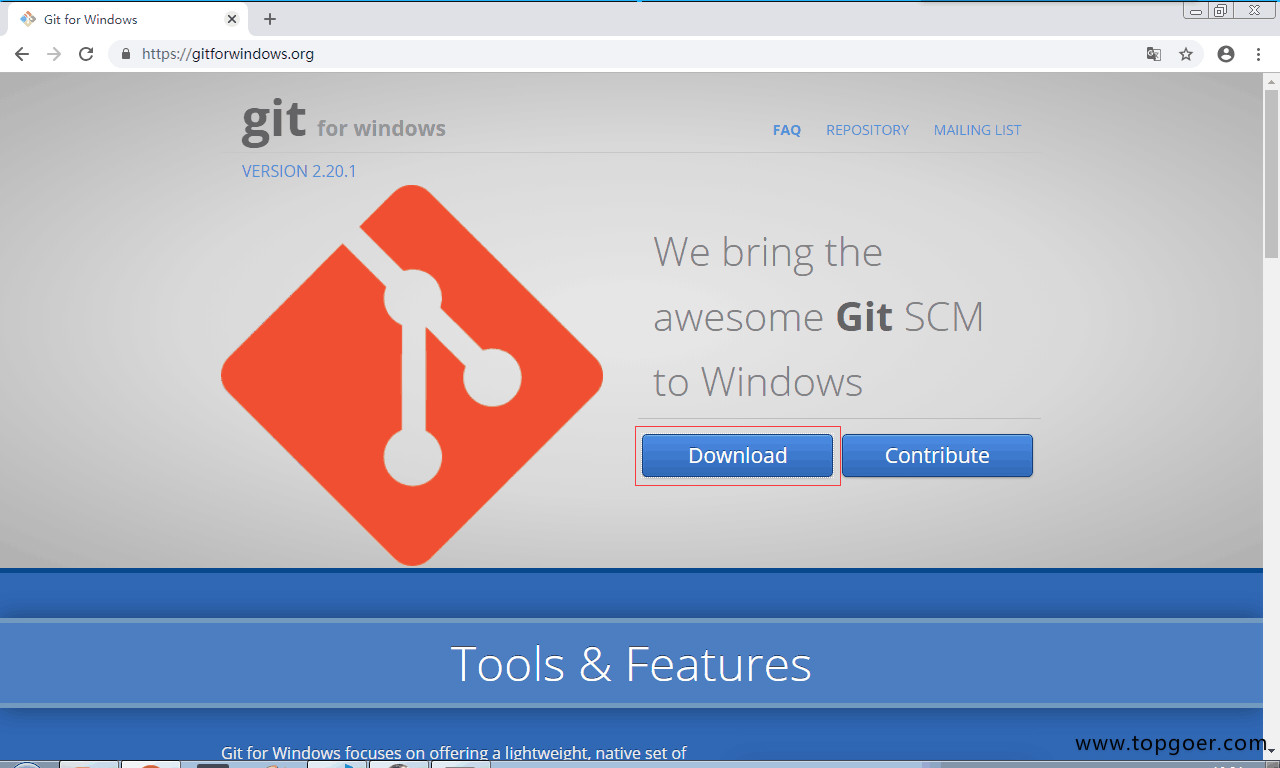 Git for Windows
https://gitforwindows.org
git for windows
FAQ REPOSITORY MAILING LIST
VERSION 2.20.1
We bring the
awesome Git SCM
to Windows
Download Contribute
Tools & Features
Git for Windows focuses on offering a lightweight, native set of
www.topgoer.com